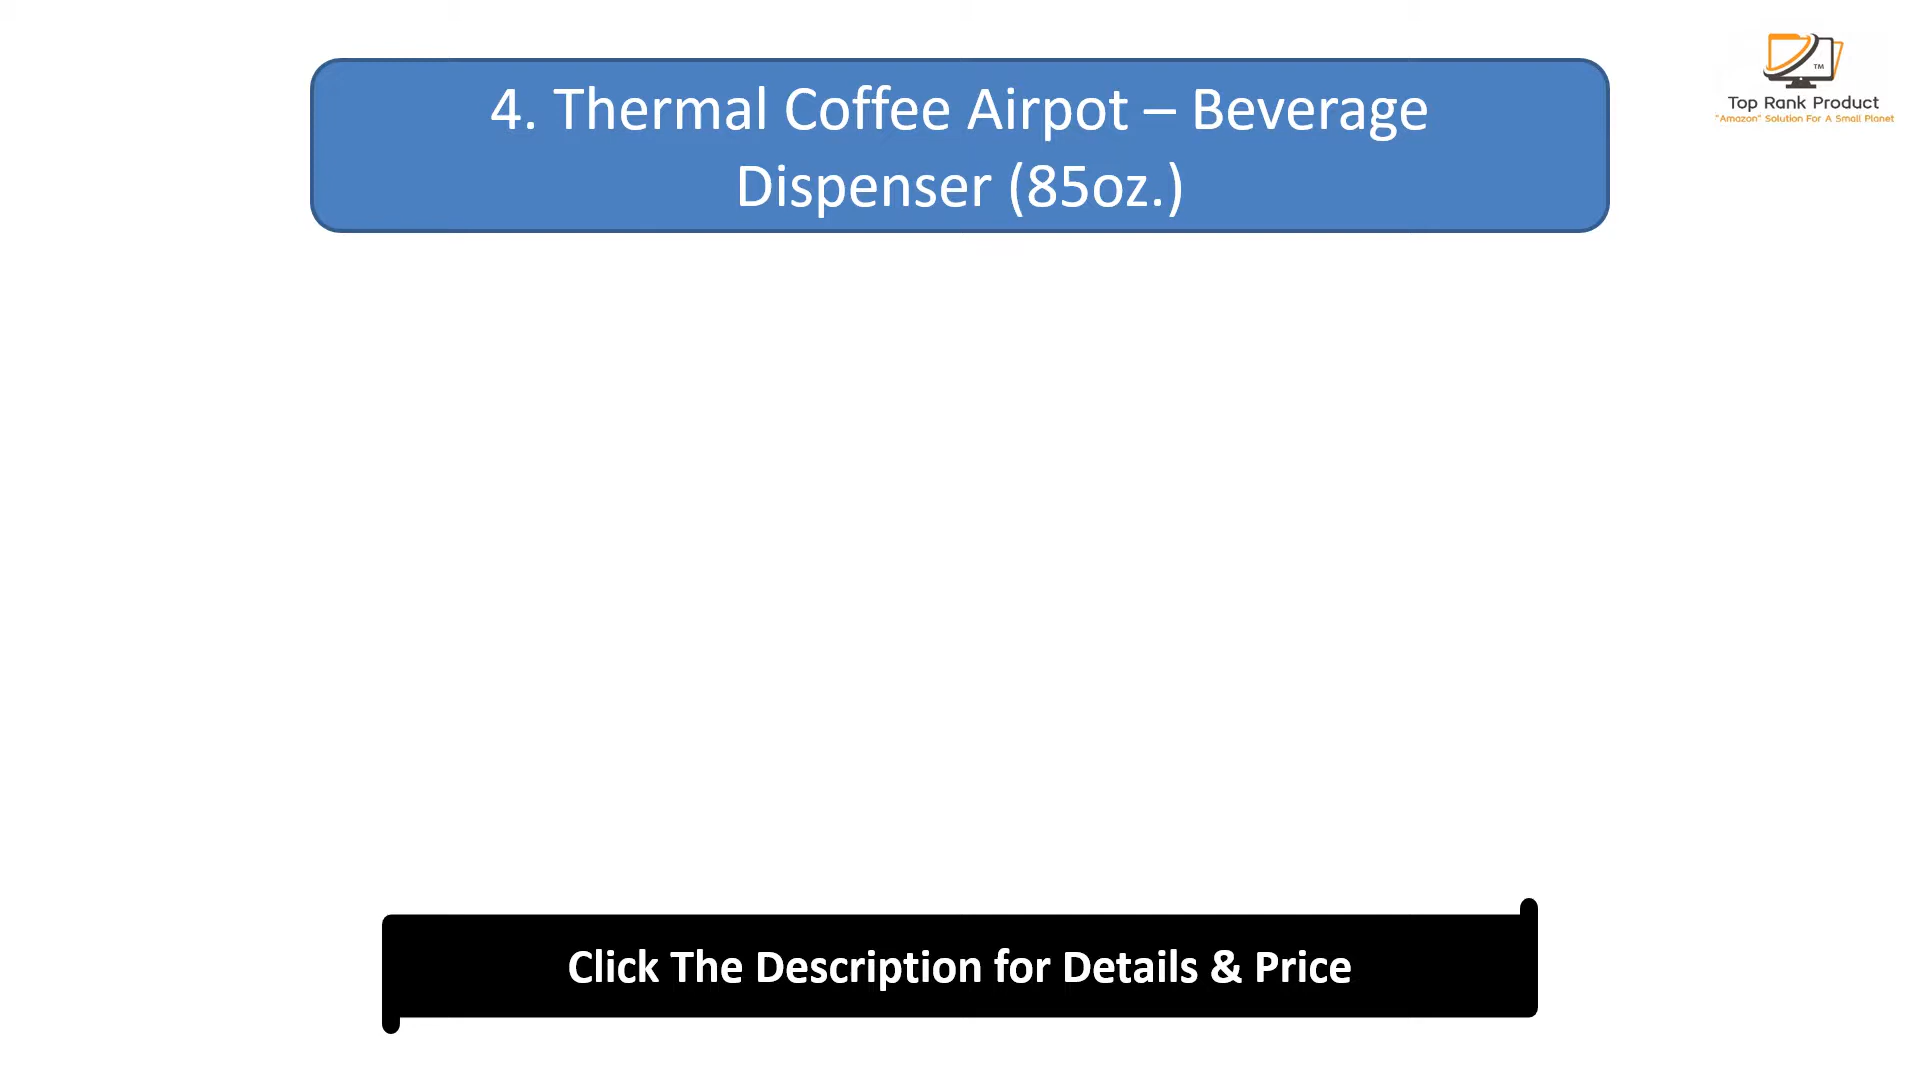 4. Thermal Coffee Airpot – Beverage
Dispenser (85oz.)
TM
Top Rank Product
"Amazon" Solution For A Small Planet
Click The Description for Details & Price